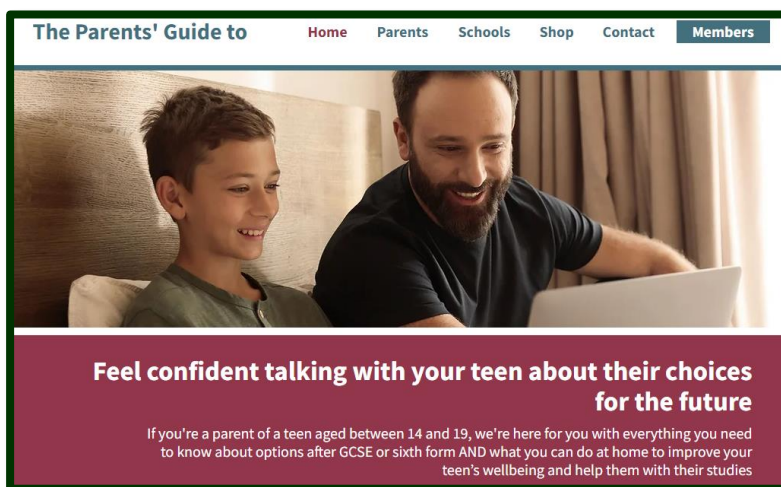 The Parents' Guide to
Home Parents Schools Shop Contact Members
Feel confident talking with your teen about their choices
for the future
If you're a parent of a teen aged between 14 and 19, we're here for you with everything you need
to know about options after GCSE or sixth form AND what you can do at home to improve your
teen’s wellbeing and help them with their studies